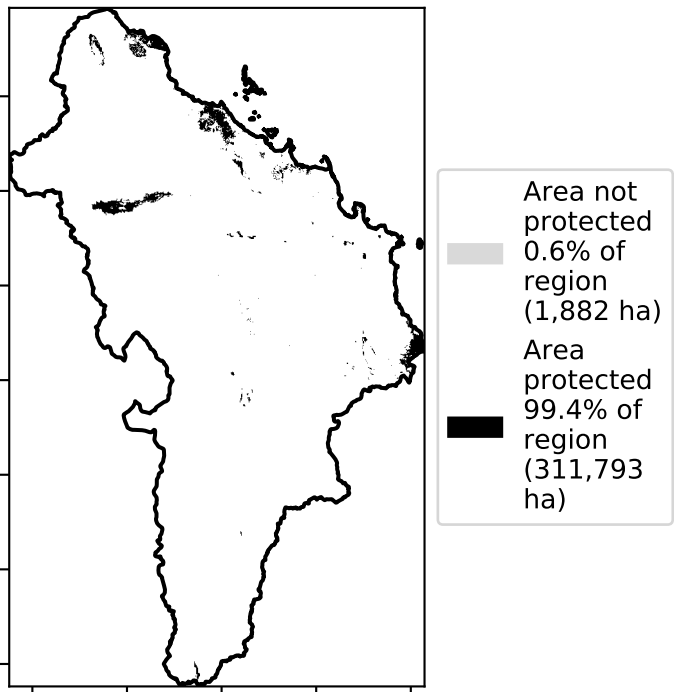 Area not
protected
0.6% of
region
(1,882 ha)
Area
protected
99.4% of
region
(311,793
ha)